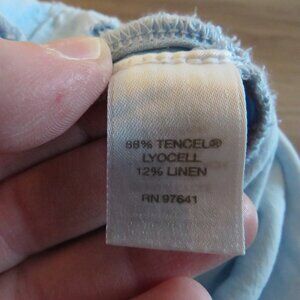 88% TENCEL®
LYOCELL
12% LINEN
RN 97641